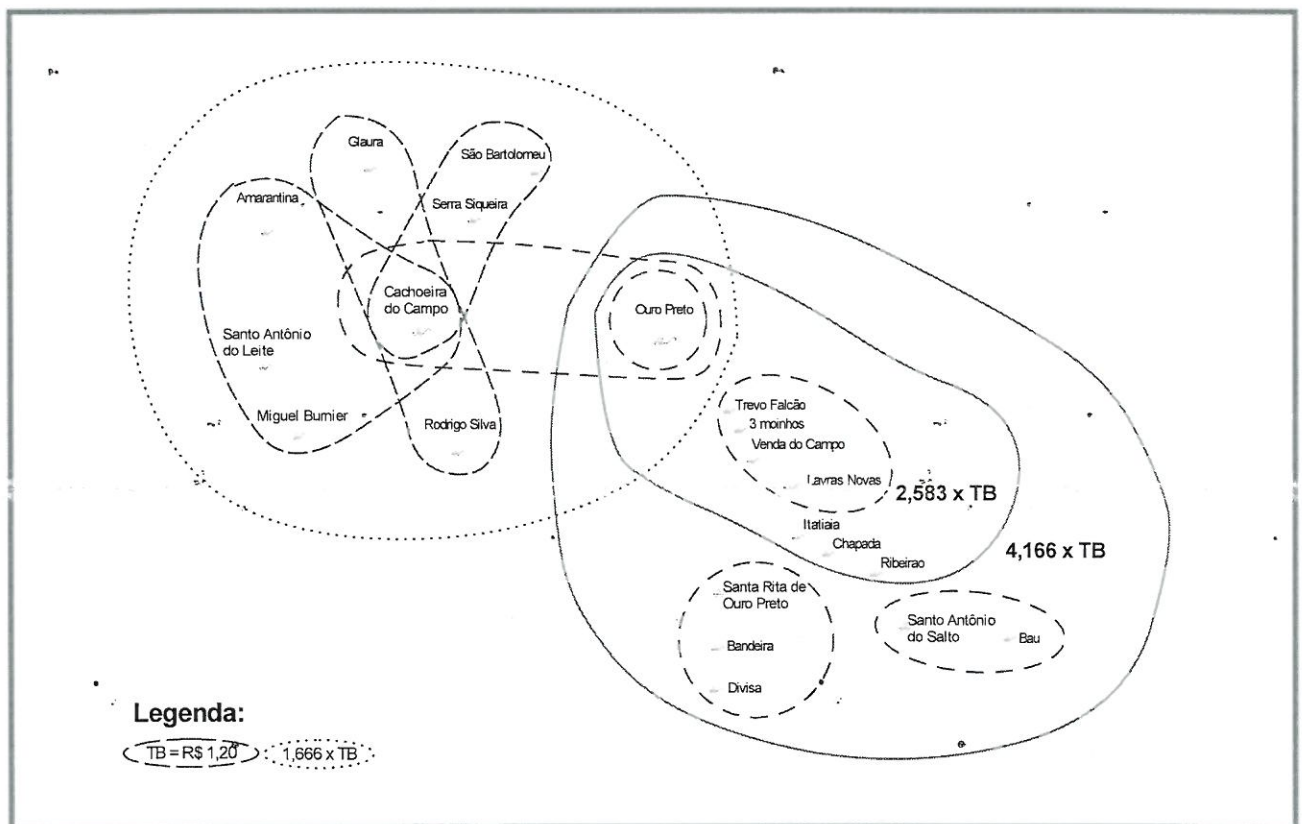 Glaura
São Bartolomeu
Amarantina
Serra Siqueira
Cachoeira
do Campo
Ouro Preto
Santo Antônio
do Leite
Miguel Burnier
Rodrigo Silva
Trevo Falcão
3 moinhos
Venda do Campo
Lavras Novas
2,583 x TB
Itatiaia
Chapada
Ribeirao
4,166 x TB
Santa Rita de
Ouro Preto
Bandeira
Divisa
Santo Antônio
do Salto
Bau
Legenda:
TB = R$ 1,20
1,666 x TB